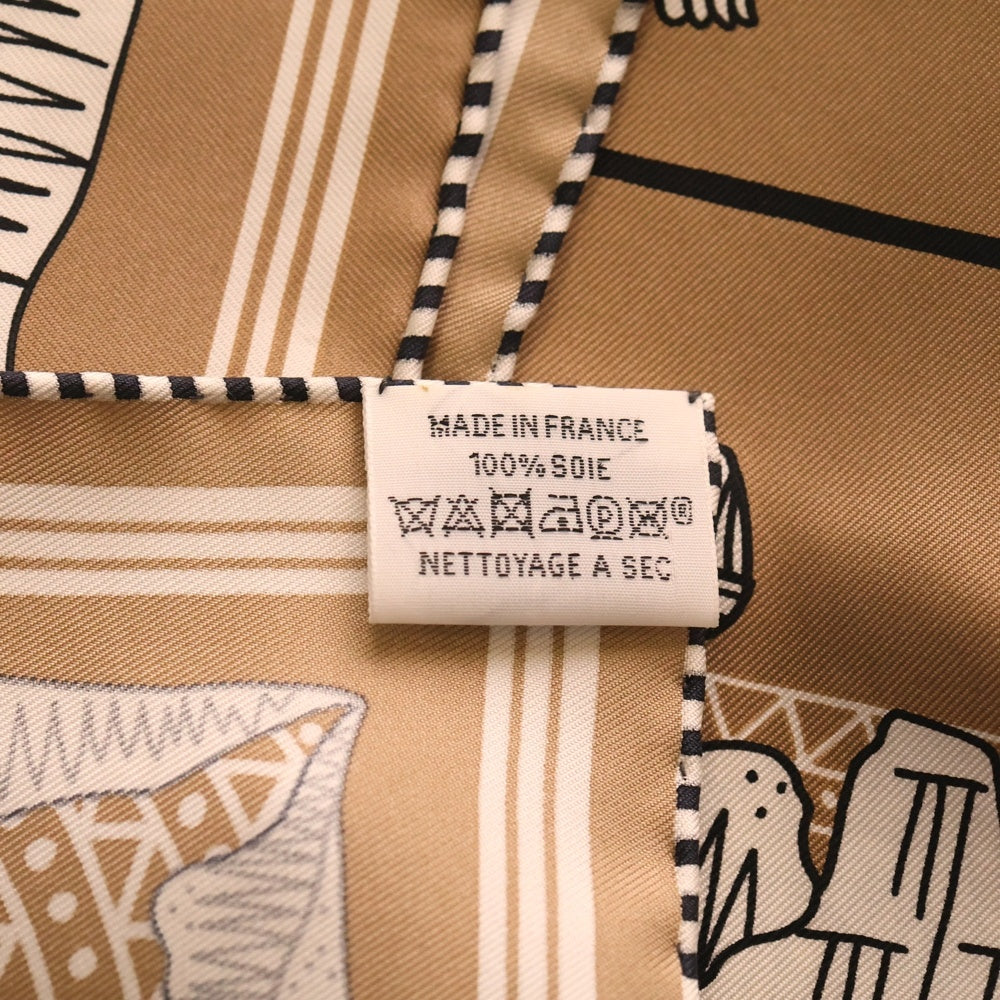 MADE IN FRANCE
100% SOIE
P ®
NETTOYAGE A SEC